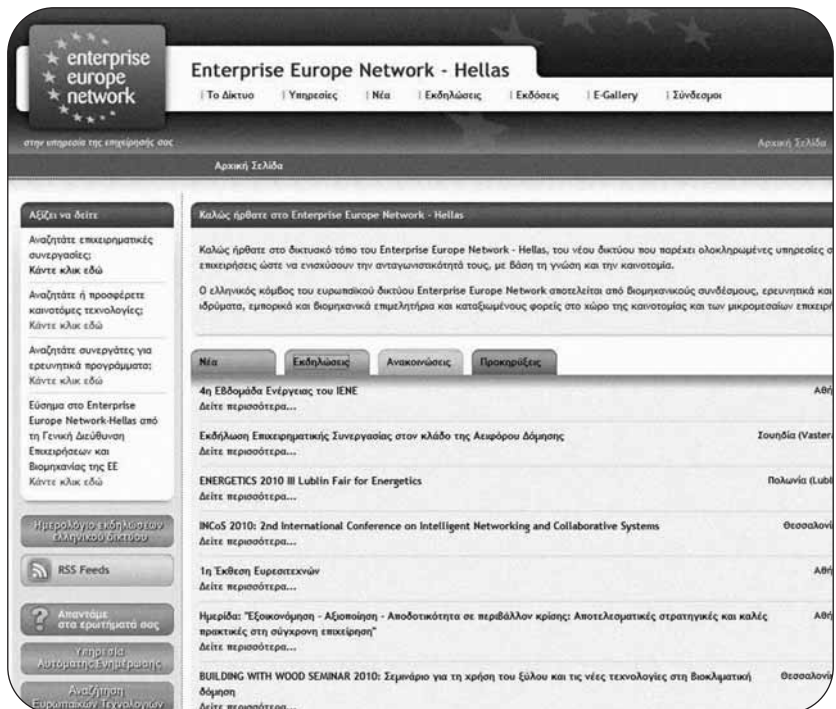 enterprise
europe
network
στην υπηρεσία της επιχείρησής σας
Enterprise Europe Network - Hellas
Το Δίκτυο
Υπηρεσίες
Νέα
Εκδηλώσεις
Εκδόσεις
E-Gallery
Σύνδεσμοι
Αρχική Σελίδα
Αρχική Σελίδα
Αξίζει να δείτε
Αναζητάτε επιχειρηματικές
συνεργασίες;
Κάντε κλικ εδώ
Αναζητάτε ή προσφέρετε
καινοτόμες τεχνολογίες;
Κάντε κλικ εδώ
Αναζητάτε συνεργάτες για
ερευνητικά προγράμματα;
Κάντε κλικ εδώ
Εύσημα στο Enterprise
Europe Network-Hellas από
τη Γενική Διεύθυνση
Επιχειρήσεων και
Βιομηχανίας της ΕΕ
Κάντε κλικ εδώ
Ημερολόγιο εκδηλώσεων
ελληνικού δικτύου
RSS Feeds
Απαντάμε
στα ερωτήματά σας
Υπηρεσία
Αυτόματης Ενημέρωσης
Αναζήτηση
Ευρωπαϊκών Τεχνολογιών
Καλώς ήρθατε στο Enterprise Europe Network - Hellas
Καλώς ήρθατε στο δικτυακό τόπο του Enterprise Europe Network - Hellas, του νέου δικτύου που παρέχει ολοκληρωμένες υπηρεσίες σ
επιχειρήσεις ώστε να ενισχύσουν την ανταγωνιστικότητά τους, με βάση τη γνώση και την καινοτομία.
Ο ελληνικός κόμβος του ευρωπαϊκού δικτύου Enterprise Europe Network αποτελείται από βιομηχανικούς συνδέσμους, ερευνητικά και
ιδρύματα, εμπορικά και βιομηχανικά επιμελητήρια και καταξιωμένους φορείς στο χώρο της καινοτομίας και των μικρομεσαίων επιχειρή
Νέα
Εκδηλώσεις
Ανακοινώσεις
Προκηρύξεις
4η Εβδομάδα Ενέργειας του ΙΕΝΕ Αθή
Δείτε περισσότερα...
Εκδήλωση Επιχειρηματικής Συνεργασίας στον κλάδο της Αειφόρου Δόμησης Σουηδία (Vaster
Δείτε περισσότερα...
ENERGETICS 2010 III Lublin Fair for Energetics Πολωνία (Lubl
Δείτε περισσότερα...
INCoS 2010: 2nd International Conference on Intelligent Networking and Collaborative Systems Θεσσαλονί
Δείτε περισσότερα...
1η Έκθεση Ευρεσιτεχνών Αθή
Δείτε περισσότερα...
Ημερίδα: "Εξοικονόμηση - Αξιοποίηση - Αποδοτικότητα σε περιβάλλον κρίσης: Αποτελεσματικές στρατηγικές και καλές Αθή
πρακτικές στη σύγχρονη επιχείρηση"
Δείτε περισσότερα...
BUILDING WITH WOOD SEMINAR 2010: Σεμινάριο για τη χρήση του ξύλου και τις νέες τεχνολογίες στη Βιοκλιματική Θεσσαλονί
δόμηση
Δείτε περισσότερα...